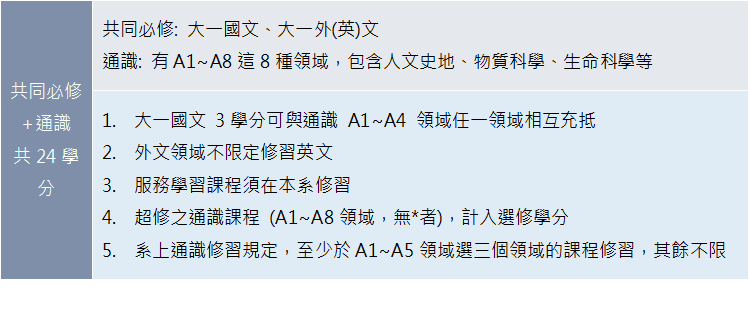 共同必修
+通識
共 24 學
分
共同必修: 大一國文、大一外(英)文
通識: 有 A1~A8 這 8 種領域，包含人文史地、物質科學、生命科學等
1. 大一國文 3 學分可與通識 A1~A4 領域任一領域相互充抵
2. 外文領域不限定修習英文
3. 服務學習課程須在本系修習
4. 超修之通識課程 (A1~A8 領域，無*者)，計入選修學分
5. 系上通識修習規定，至少於 A1~A5 領域選三個領域的課程修習，其餘不限